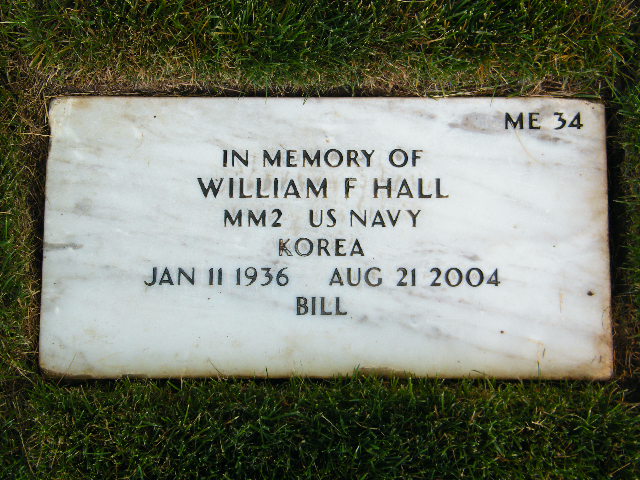 ME 34
IN MEMORY OF
WILLIAM F HALL
MM2 US NAVY
KOREA
JAN 11 1936 AUG 21 2004
BILL